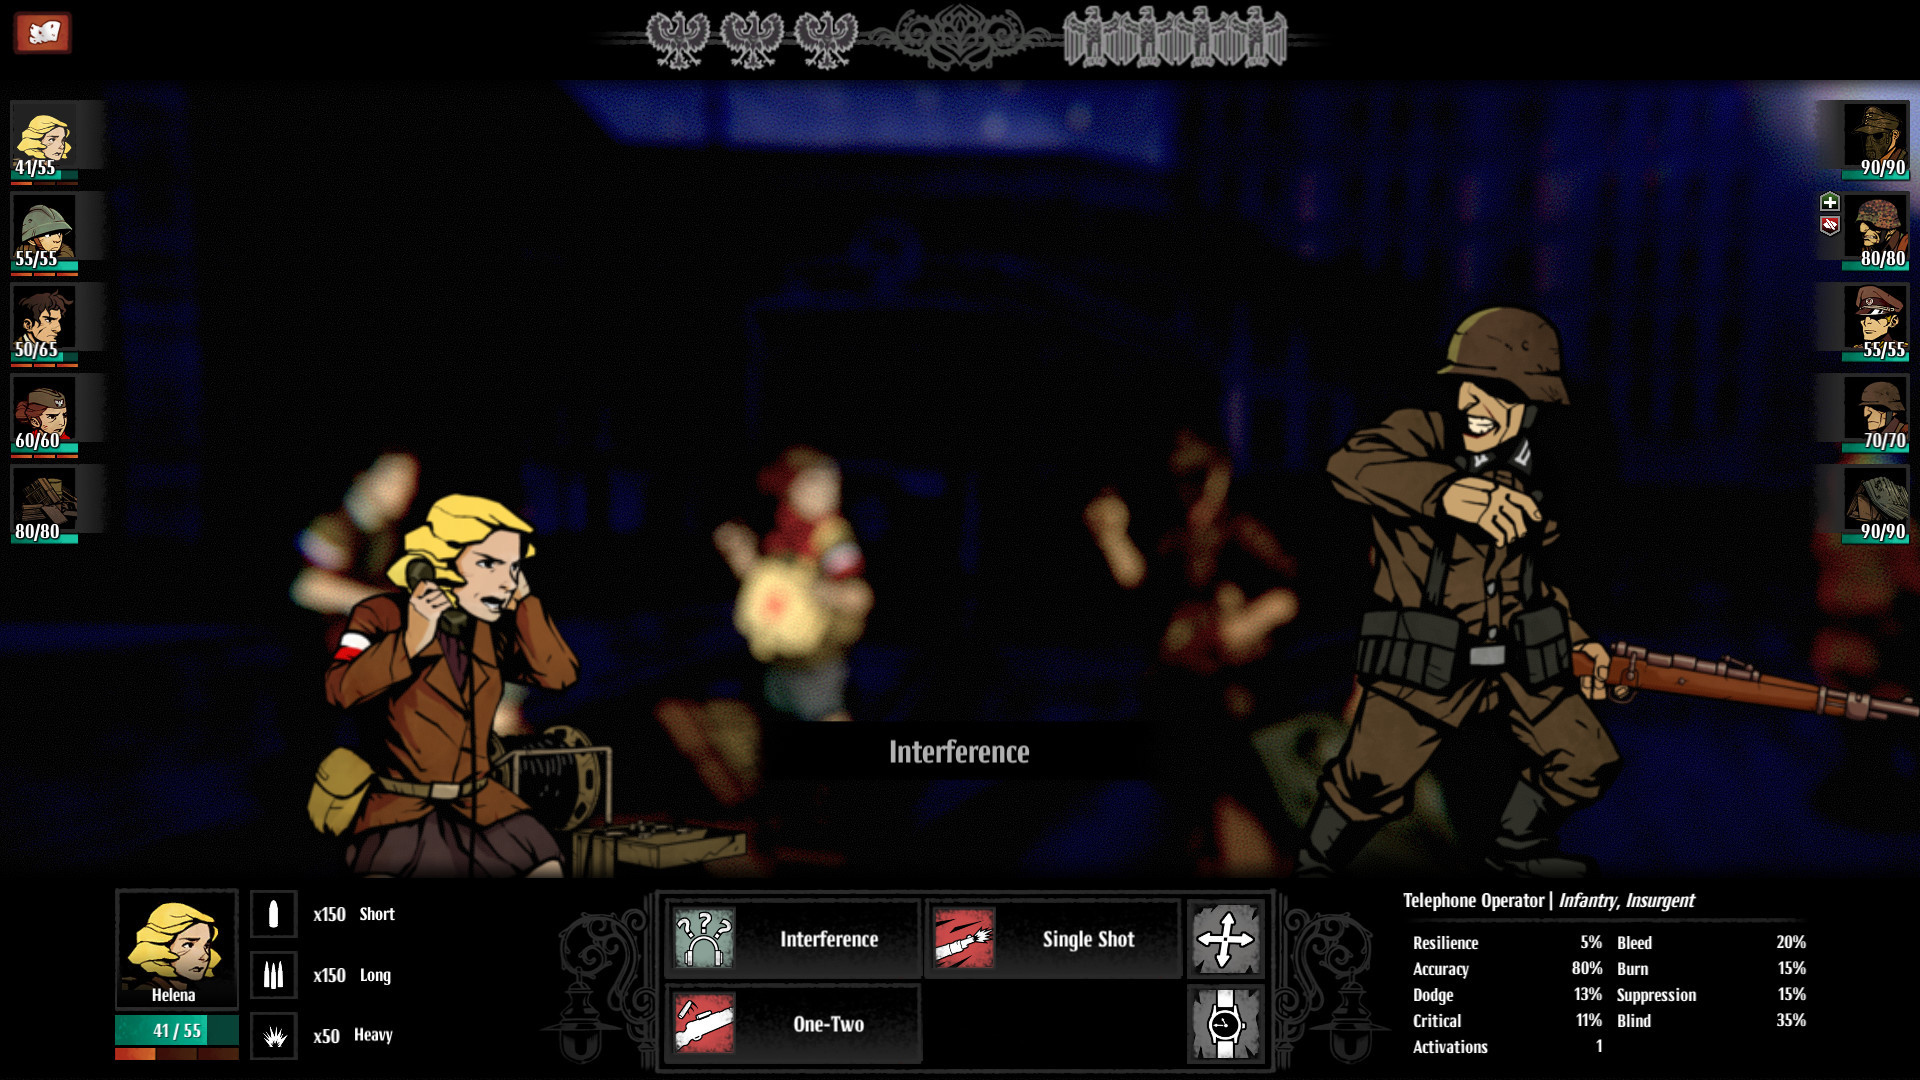 41/55
55/55
50/65
60/60
80/80
90/90
80/80
55/55
70/70
90/90
Interference
Helena
41 / 55
x150 Short
x150 Long
x50 Heavy
Interference
Single Shot
One-Two
Telephone Operator | Infantry, Insurgent
Resilience 5% Bleed 20%
Accuracy 80% Burn 15%
Dodge 13% Suppression 15%
Critical 11% Blind 35%
Activations 1